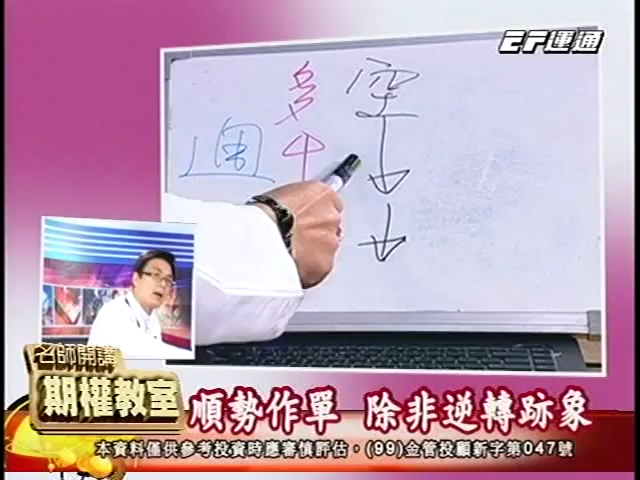 EF運通
多 空
週
名師開講
期權教室
順勢作單 除非逆轉跡象
本資料僅供參考投資時應審慎評估，(99)金管投顧新字第047號